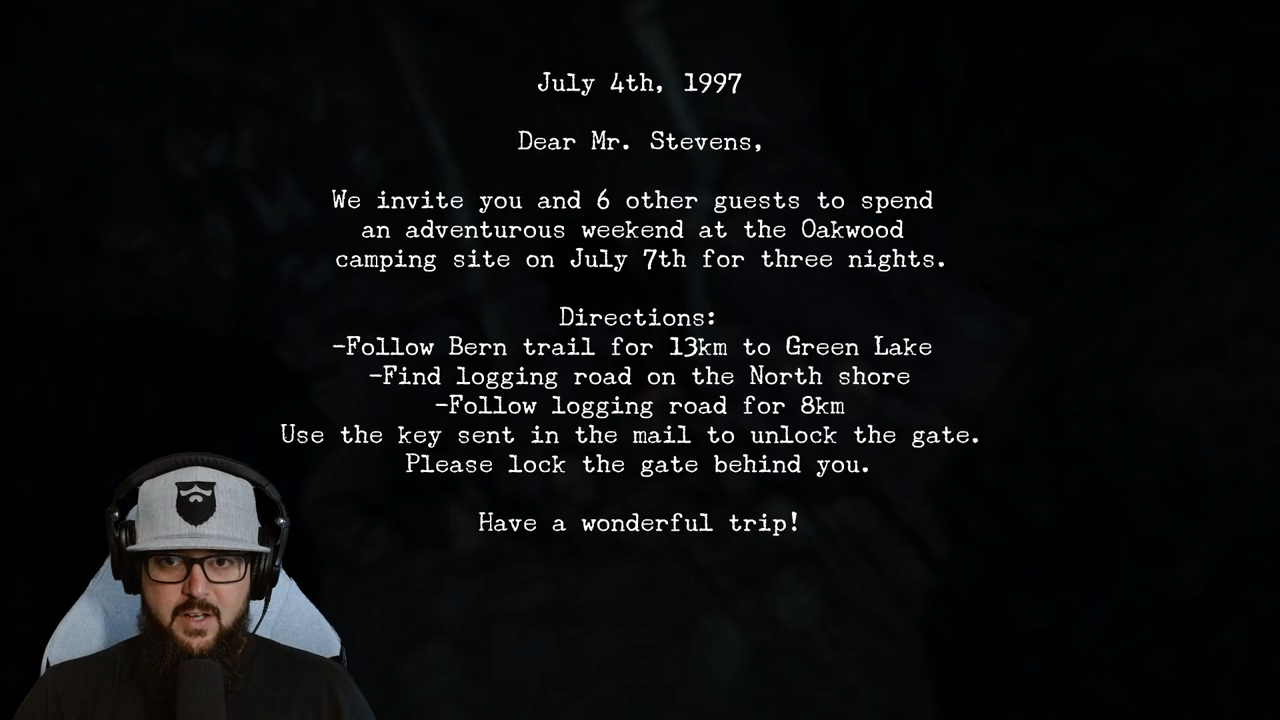 July 4th, 1997
Dear Mr. Stevens,
We invite you and 6 other guests to spend
an adventurous weekend at the Oakwood
camping site on July 7th for three nights.
Directions:
-Follow Bern trail for 13km to Green Lake
-Find logging road on the North shore
-Follow logging road for 8km
Use the key sent in the mail to unlock the gate.
Please lock the gate behind you.
Have a wonderful trip!